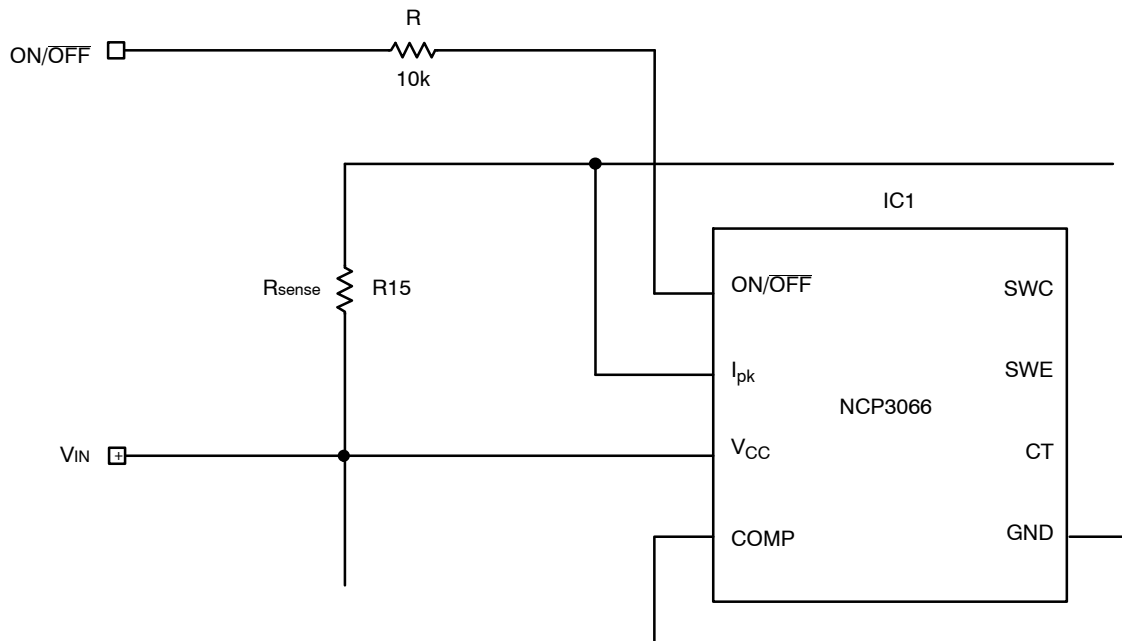 R
ON/OFF
10k
IC1
ON/OFF
SWC
Rsense
R15
Ipk
SWE
NCP3066
VIN
+
VCC
CT
COMP
GND